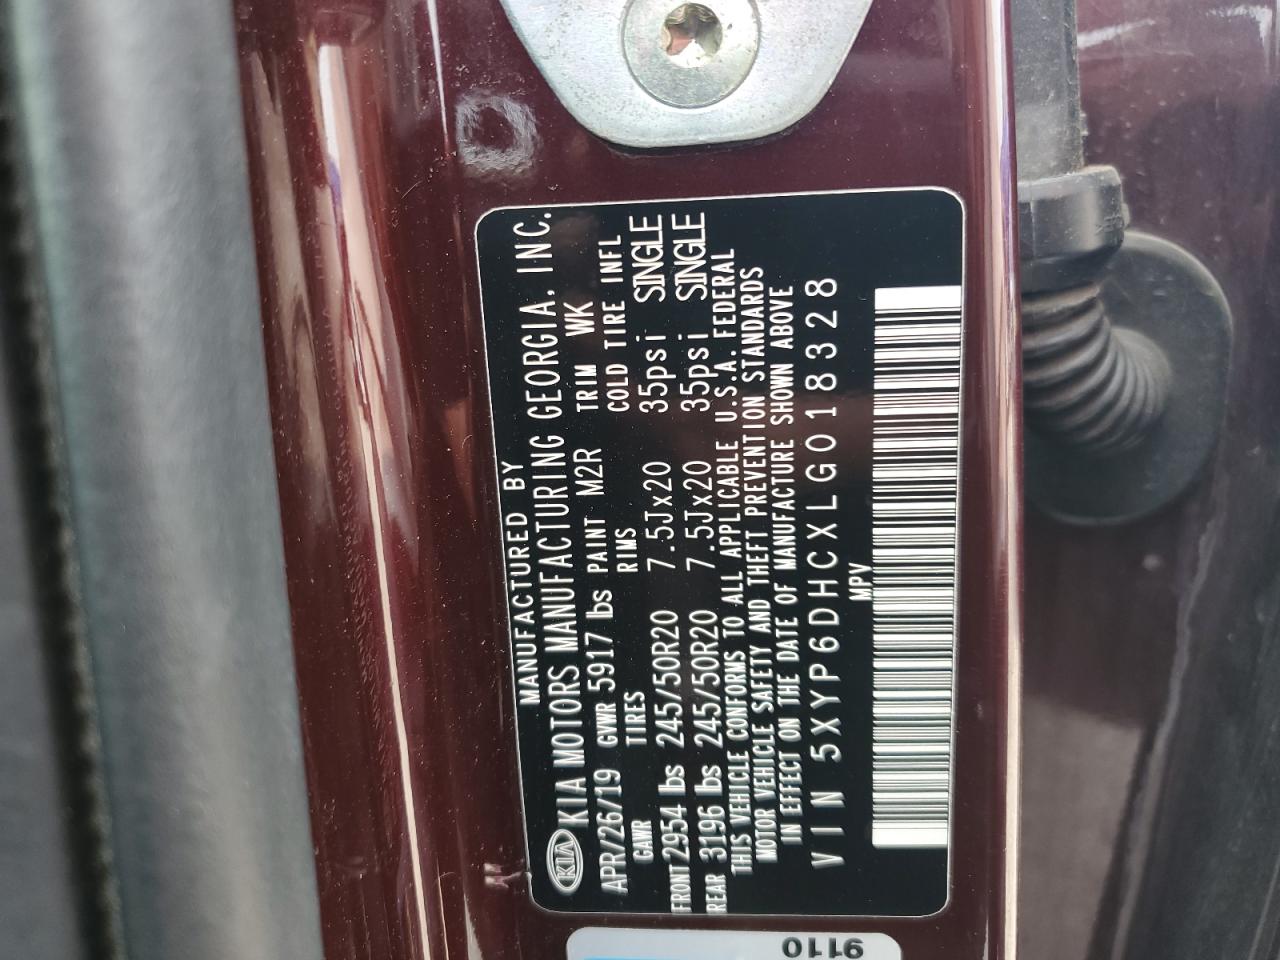 MANUFACTURED BY
KIA KIA MOTORS MANUFACTURING GEORGIA, INC.
APR/26/19 GVWR 5917 lbs PAINT M2R TRIM WK
GAWR TIRES RIMS COLD TIRE INFL
FRONT 2954 lbs 245/50R20 7.5Jx20 35psi SINGLE
REAR 3196 lbs 245/50R20 7.5Jx20 35psi SINGLE
THIS VEHICLE CONFORMS TO ALL APPLICABLE U.S.A. FEDERAL
MOTOR VEHICLE SAFETY AND THEFT PREVENTION STANDARDS
IN EFFECT ON THE DATE OF MANUFACTURE SHOWN ABOVE
VIN 5XYP6DHCXLG018328
MPV
9110